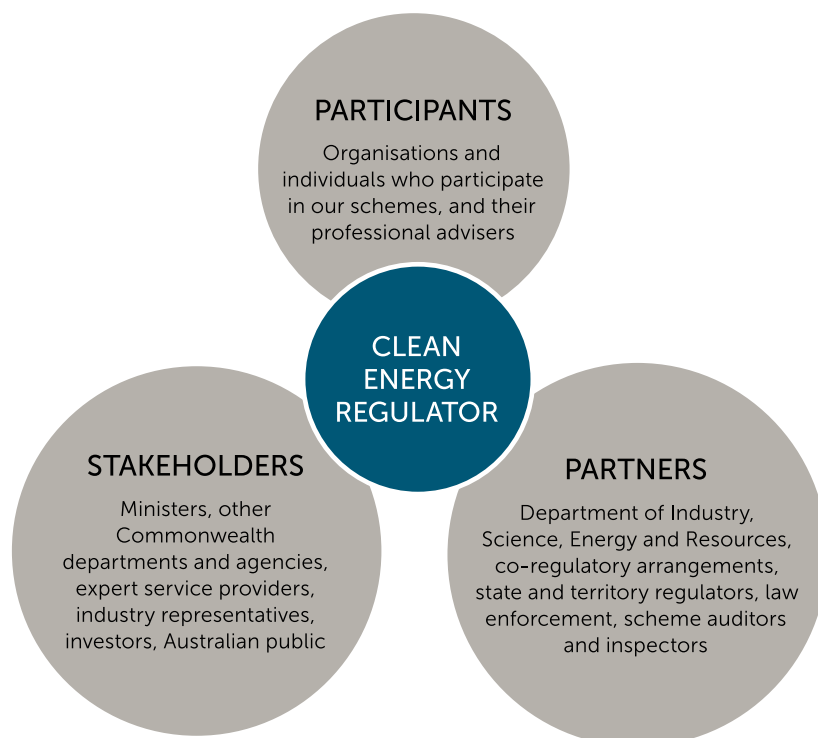 PARTICIPANTS
Organisations and
individuals who participate
in our schemes, and their
professional advisers
CLEAN
ENERGY
REGULATOR
STAKEHOLDERS
Ministers, other
Commonwealth
departments and agencies,
expert service providers,
industry representatives,
investors, Australian public
PARTNERS
Department of Industry,
Science, Energy and Resources,
co-regulatory arrangements,
state and territory regulators, law
enforcement, scheme auditors
and inspectors